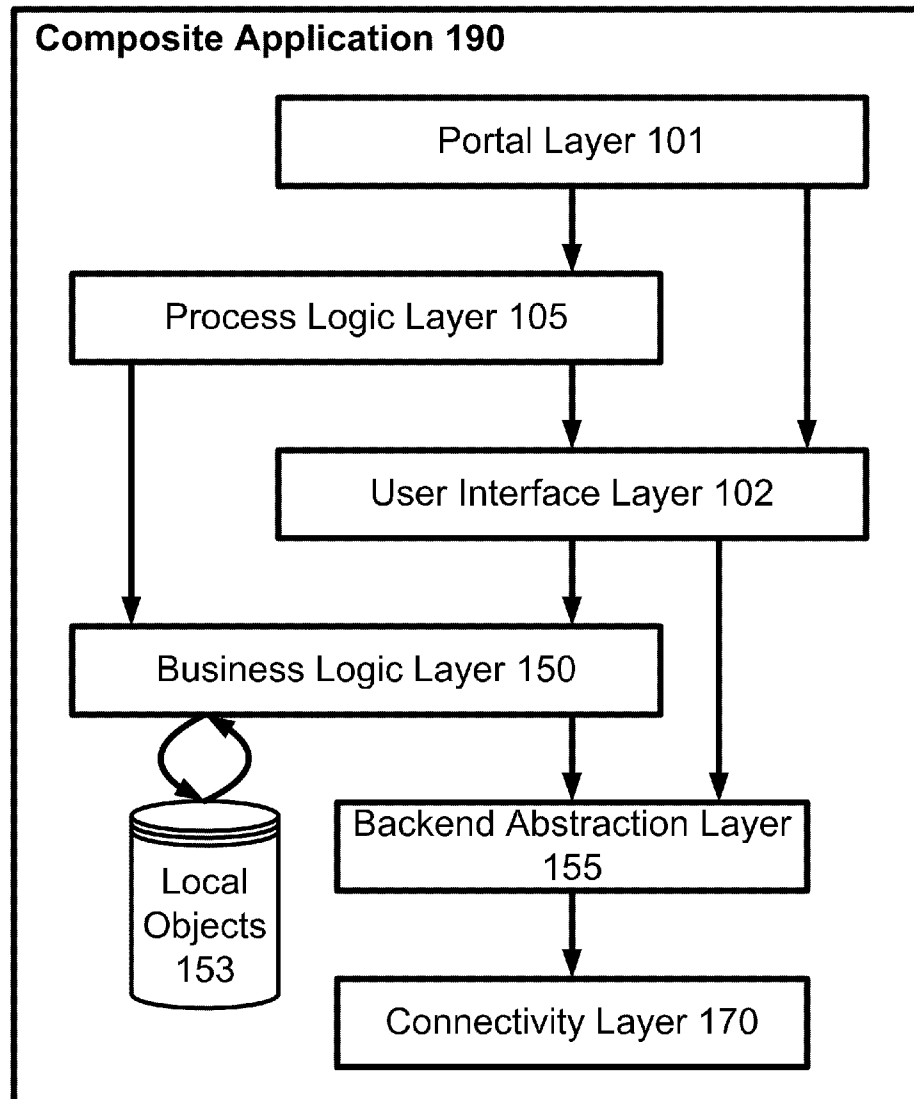 Composite Application 190
Portal Layer 101
Process Logic Layer 105
User Interface Layer 102
Business Logic Layer 150
Backend Abstraction Layer
155
Local
Objects
153
Connectivity Layer 170